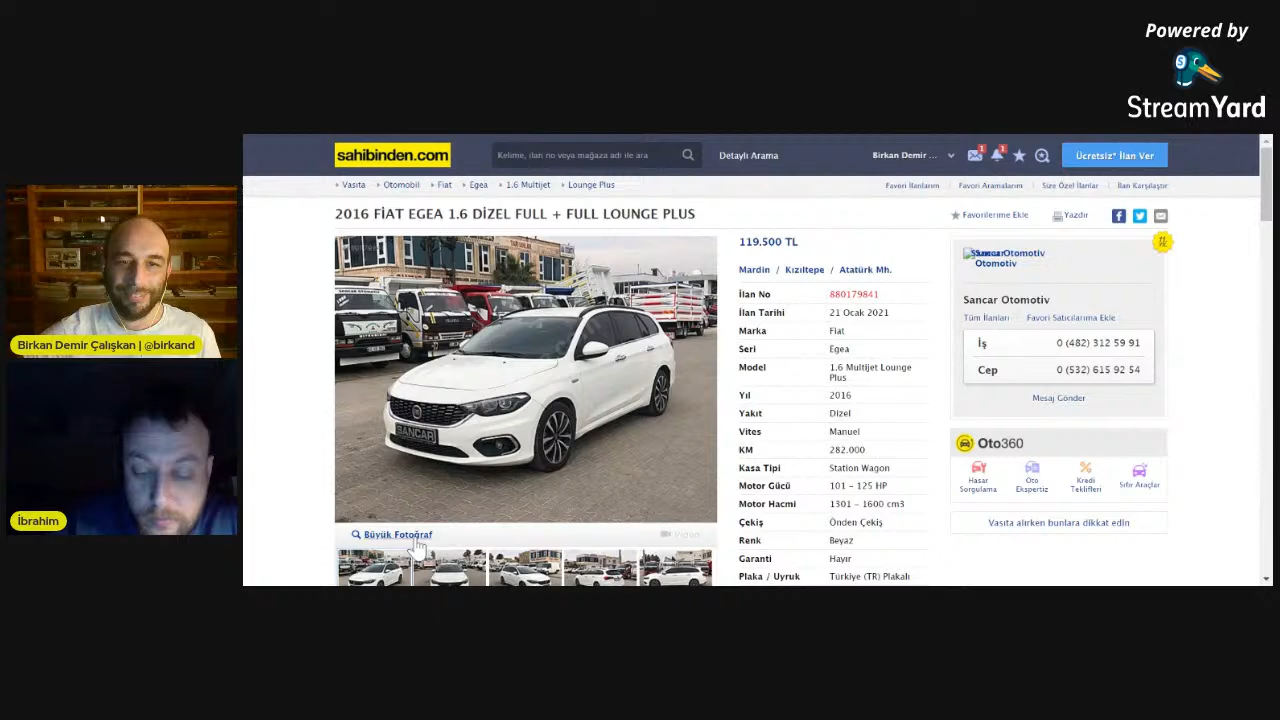 Powered by
StreamYard
sahibinden.com
Kelime, ilan no veya mağaza adı ile ara
Detaylı Arama
Birkan Demir ...
1
1
Ücretsiz* İlan Ver
Vasıta
Otomobil
Fiat
Egea
1.6 Multijet
Lounge Plus
Favori İlanlarım
Favori Aramalarım
Size Özel İlanlar
İlan Karşılaştır
2016 FİAT EGEA 1.6 DİZEL FULL + FULL LOUNGE PLUS
Favorilerime Ekle
Yazdır
119.500 TL
Mardin / Kızıltepe / Atatürk Mh.
İlan No 880179841
İlan Tarihi 21 Ocak 2021
Marka Fiat
Seri Egea
Model 1.6 Multijet Lounge
Plus
Yıl 2016
Yakıt Dizel
Vites Manuel
KM 282.000
Kasa Tipi Station Wagon
Motor Gücü 101 - 125 HP
Motor Hacmi 1301 - 1600 cm3
Çekiş Önden Çekiş
Renk Beyaz
Garanti Hayır
Plaka / Uyruk Türkiye (TR) Plakalı
SANCAR
Büyük Fotoğraf
Video
Otomotiv
Otomotiv
Sancar Otomotiv
Tüm İlanları
Favori Satıcılarıma Ekle
İş 0 (482) 312 59 91
Cep 0 (532) 615 92 54
Mesaj Gönder
Oto360
Hasar
Sorgulama
Oto
Ekspertiz
Kredi
Teklifleri
Sıfır Araçlar
Vasıta alırken bunlara dikkat edin
Birkan Demir Çalışkan | @birkand
İbrahim